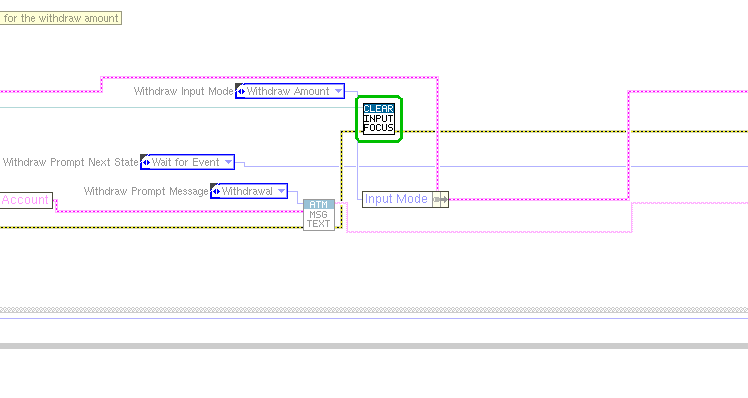 for the withdraw amount
Withdraw Input Mode
Withdraw Amount
CLEAR
INPUT
FOCUS
Withdraw Prompt Next State
Wait for Event
Withdraw Prompt Message
Withdrawal
Account
Input Mode
ATM
MSG
TEXT